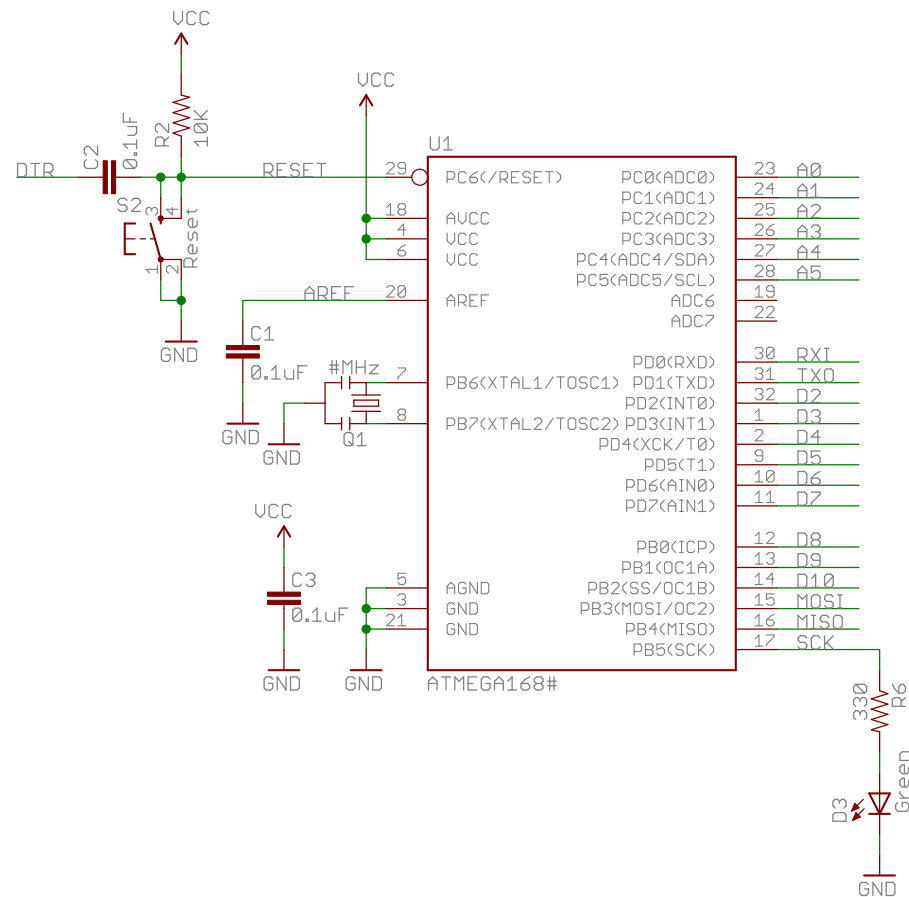 VCC
R2
10K
DTR
C2
0.1uF
RESET
S2
3
4
1
2
Reset
GND
VCC
U1
29
PC6(/RESET)
18
AVCC
4
VCC
6
VCC
AREF
20
AREF
C1
0.1uF
GND
#MHz
Q1
7
PB6(XTAL1/TOSC1)
8
PB7(XTAL2/TOSC2)
GND
VCC
C3
0.1uF
GND
5
AGND
3
GND
21
GND
GND
ATMEGA168#
PC0(ADC0) 23 A0
PC1(ADC1) 24 A1
PC2(ADC2) 25 A2
PC3(ADC3) 26 A3
PC4(ADC4/SDA) 27 A4
PC5(ADC5/SCL) 28 A5
ADC6 19
ADC7 22
PD0(RXD) 30 RXI
PD1(TXD) 31 TXO
PD2(INT0) 32 D2
PD3(INT1) 1 D3
PD4(XCK/T0) 2 D4
PD5(T1) 9 D5
PD6(AIN0) 10 D6
PD7(AIN1) 11 D7
PB0(ICP) 12 D8
PB1(OC1A) 13 D9
PB2(SS/OC1B) 14 D10
PB3(MOSI/OC2) 15 MOSI
PB4(MISO) 16 MISO
PB5(SCK) 17 SCK
330
R6
D3
Green
GND